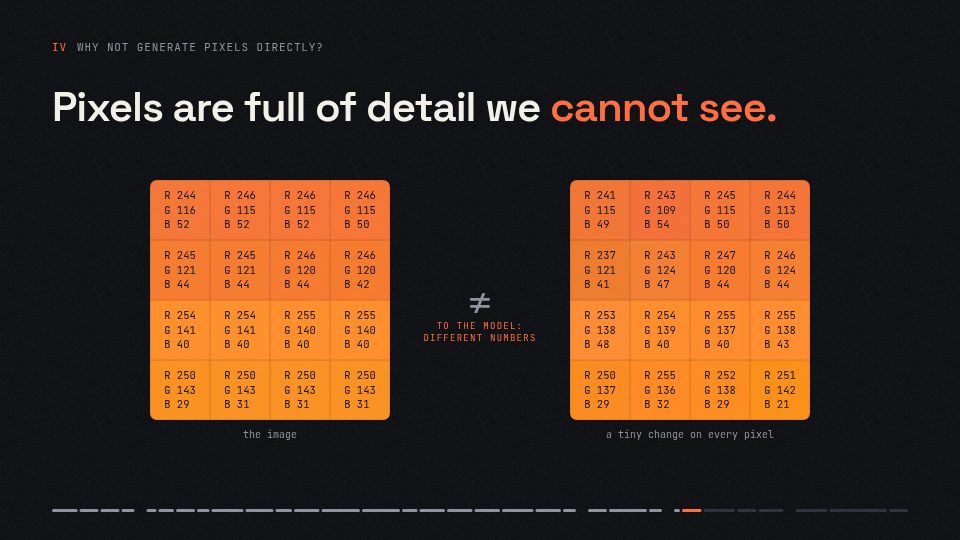 IV WHY NOT GENERATE PIXELS DIRECTLY?
Pixels are full of detail we cannot see.
R 244 R 246 R 246 R 246
G 116 G 115 G 115 G 115
B 52 B 52 B 52 B 50
R 245 R 245 R 246 R 246
G 121 G 121 G 120 G 120
B 44 B 44 B 44 B 42
R 254 R 254 R 255 R 255
G 141 G 141 G 140 G 140
B 40 B 40 B 40 B 40
R 250 R 250 R 250 R 250
G 143 G 143 G 143 G 143
B 29 B 31 B 31 B 31
the image
≠
TO THE MODEL:
DIFFERENT NUMBERS
R 241 R 243 R 245 R 244
G 115 G 109 G 115 G 113
B 49 B 54 B 50 B 50
R 237 R 243 R 247 R 246
G 121 G 124 G 120 G 124
B 41 B 47 B 44 B 44
R 253 R 254 R 255 R 255
G 138 G 139 G 137 G 138
B 48 B 40 B 40 B 43
R 250 R 255 R 252 R 251
G 137 G 136 G 138 G 142
B 29 B 32 B 29 B 21
a tiny change on every pixel